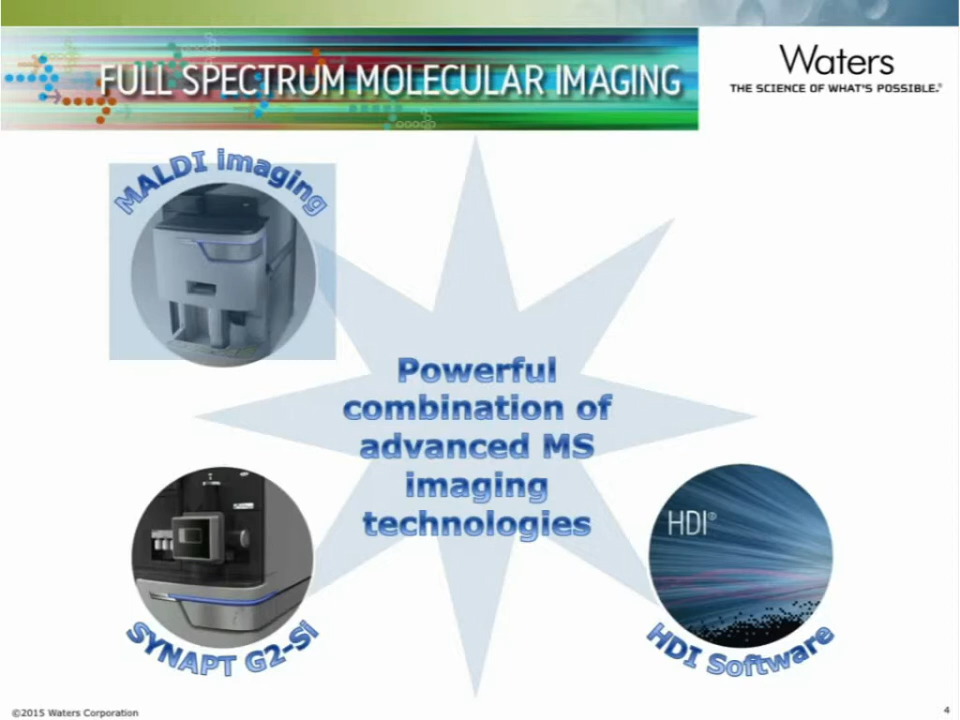 FULL SPECTRUM MOLECULAR IMAGING
Waters
THE SCIENCE OF WHAT'S POSSIBLE.®
MALDI imaging
Powerful
combination of
advanced MS
imaging
technologies
HDI®
SYNAPT G2-Si
HDI Software
©2015 Waters Corporation
4